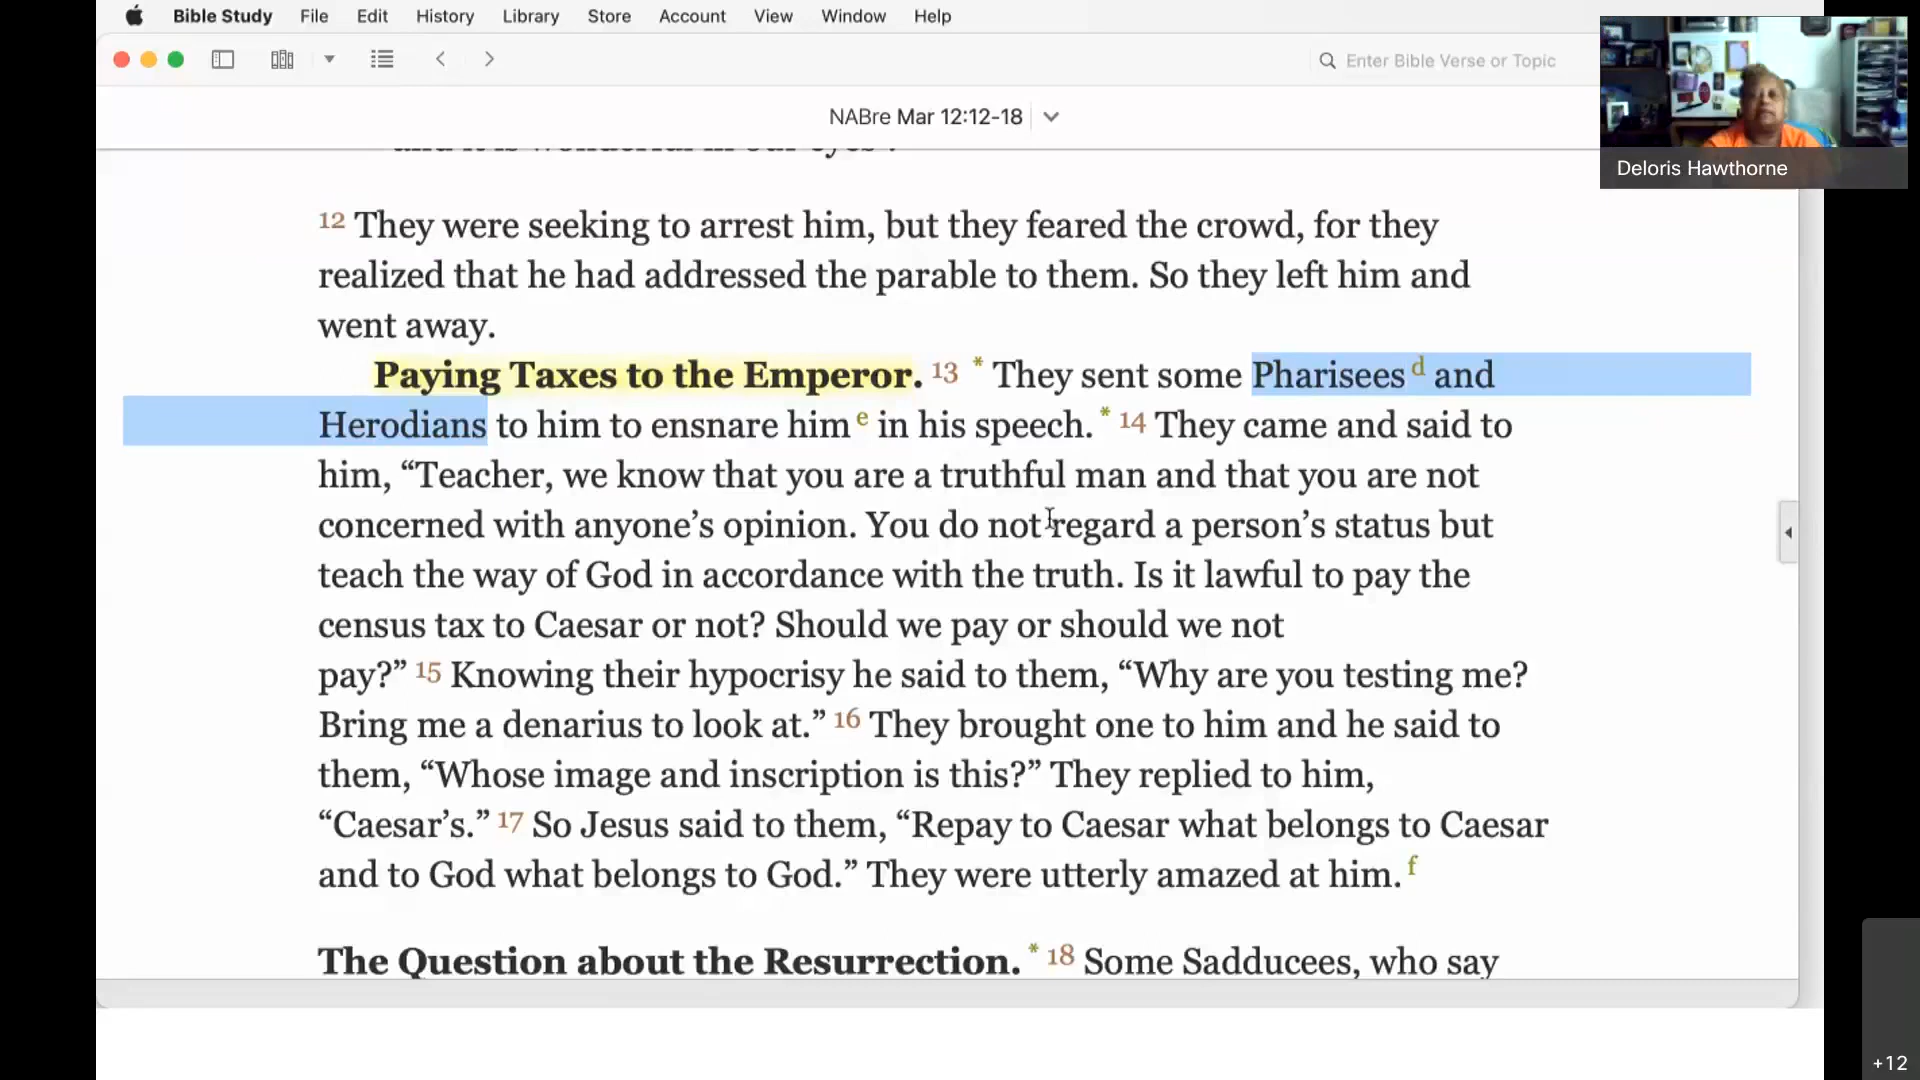 Bible Study File Edit History Library Store Account View Window Help
Enter Bible Verse or Topic
NABre Mar 12:12-18
Deloris Hawthorne
and it is wonderful in our eyes’?
12 They were seeking to arrest him, but they feared the crowd, for they
realized that he had addressed the parable to them. So they left him and
went away.
Paying Taxes to the Emperor. 13 * They sent some Pharisees d and
Herodians to him to ensnare him e in his speech. * 14 They came and said to
him, “Teacher, we know that you are a truthful man and that you are not
concerned with anyone’s opinion. You do not regard a person’s status but
teach the way of God in accordance with the truth. Is it lawful to pay the
census tax to Caesar or not? Should we pay or should we not
pay?” 15 Knowing their hypocrisy he said to them, “Why are you testing me?
Bring me a denarius to look at.” 16 They brought one to him and he said to
them, “Whose image and inscription is this?” They replied to him,
“Caesar’s.” 17 So Jesus said to them, “Repay to Caesar what belongs to Caesar
and to God what belongs to God.” They were utterly amazed at him. f
The Question about the Resurrection. * 18 Some Sadducees, who say
+12